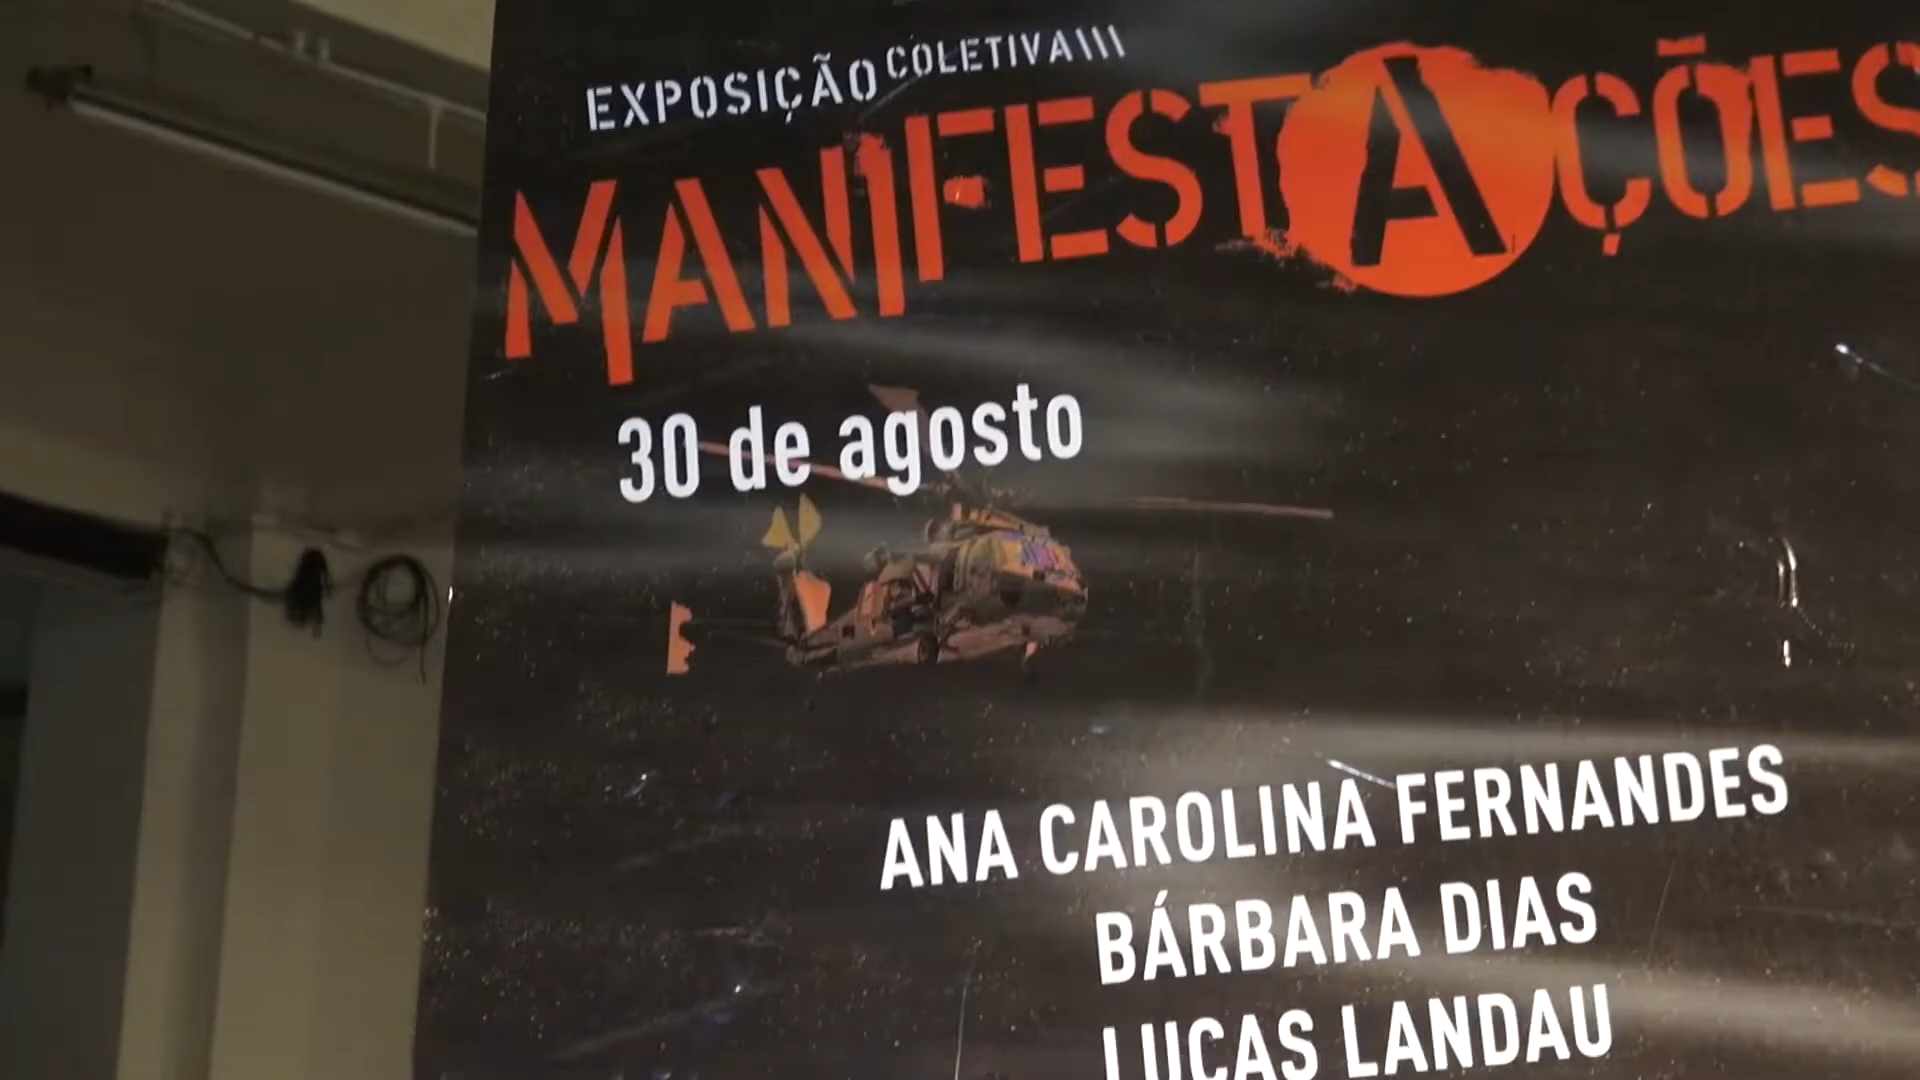 EXPOSIÇÃO COLETIVA\\\
MANIFESTAÇÕES
30 de agosto
ANA CAROLINA FERNANDES
BÁRBARA DIAS
LUCAS LANDAU